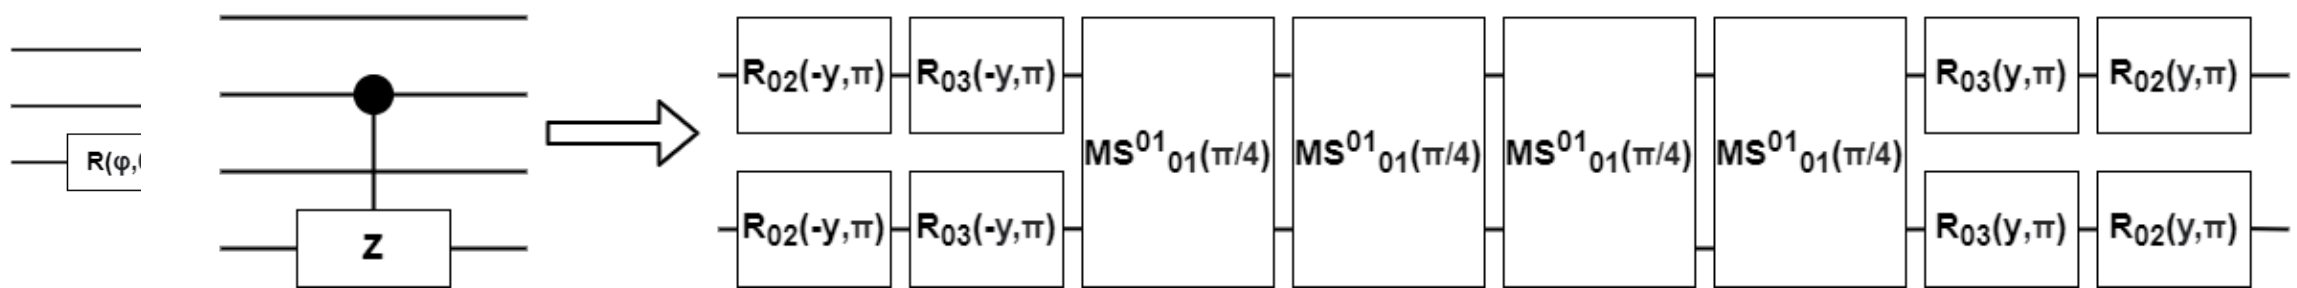 R₀₂(-y,π) R₀₃(-y,π) R₀₃(y,π) R₀₂(y,π)
MS⁰¹₀₁(π/4) MS⁰¹₀₁(π/4) MS⁰¹₀₁(π/4) MS⁰¹₀₁(π/4)
R(φ,
Z R₀₂(-y,π) R₀₃(-y,π) R₀₃(y,π) R₀₂(y,π)